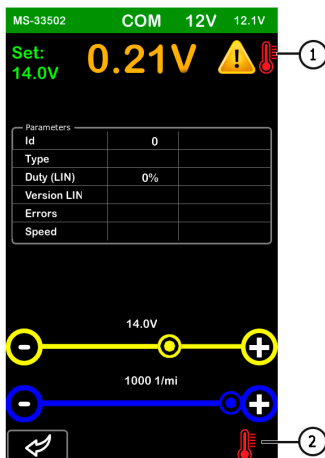 MS-33502 COM 12V 12.1V
Set: 0.21V
14.0V
1
Parameters
Id 0
Type
Duty (LIN) 0%
Version LIN
Errors
Speed
14.0V
- +
1000 1/mi
- +
2